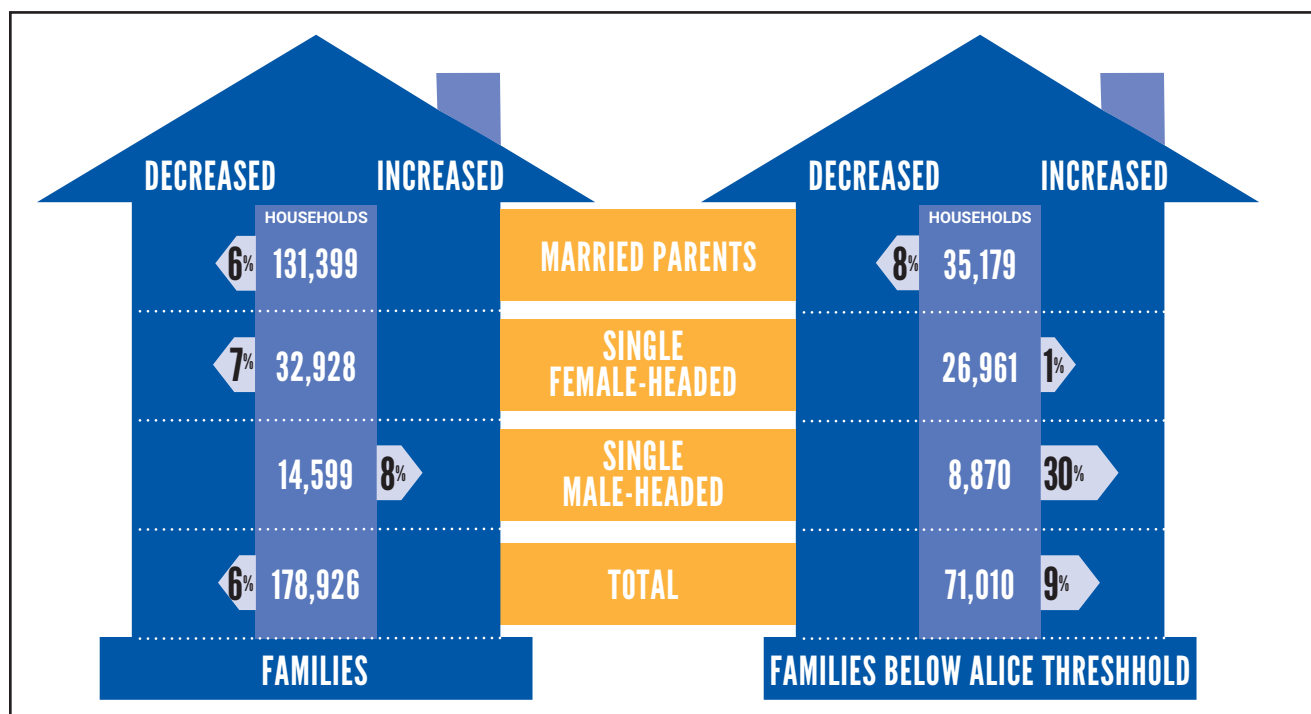 DECREASED INCREASED
HOUSEHOLDS
6% 131,399
7% 32,928
14,599 8%
6% 178,926
FAMILIES
MARRIED PARENTS
SINGLE
FEMALE-HEADED
SINGLE
MALE-HEADED
TOTAL
DECREASED INCREASED
HOUSEHOLDS
8% 35,179
26,961 1%
8,870 30%
71,010 9%
FAMILIES BELOW ALICE THRESHHOLD